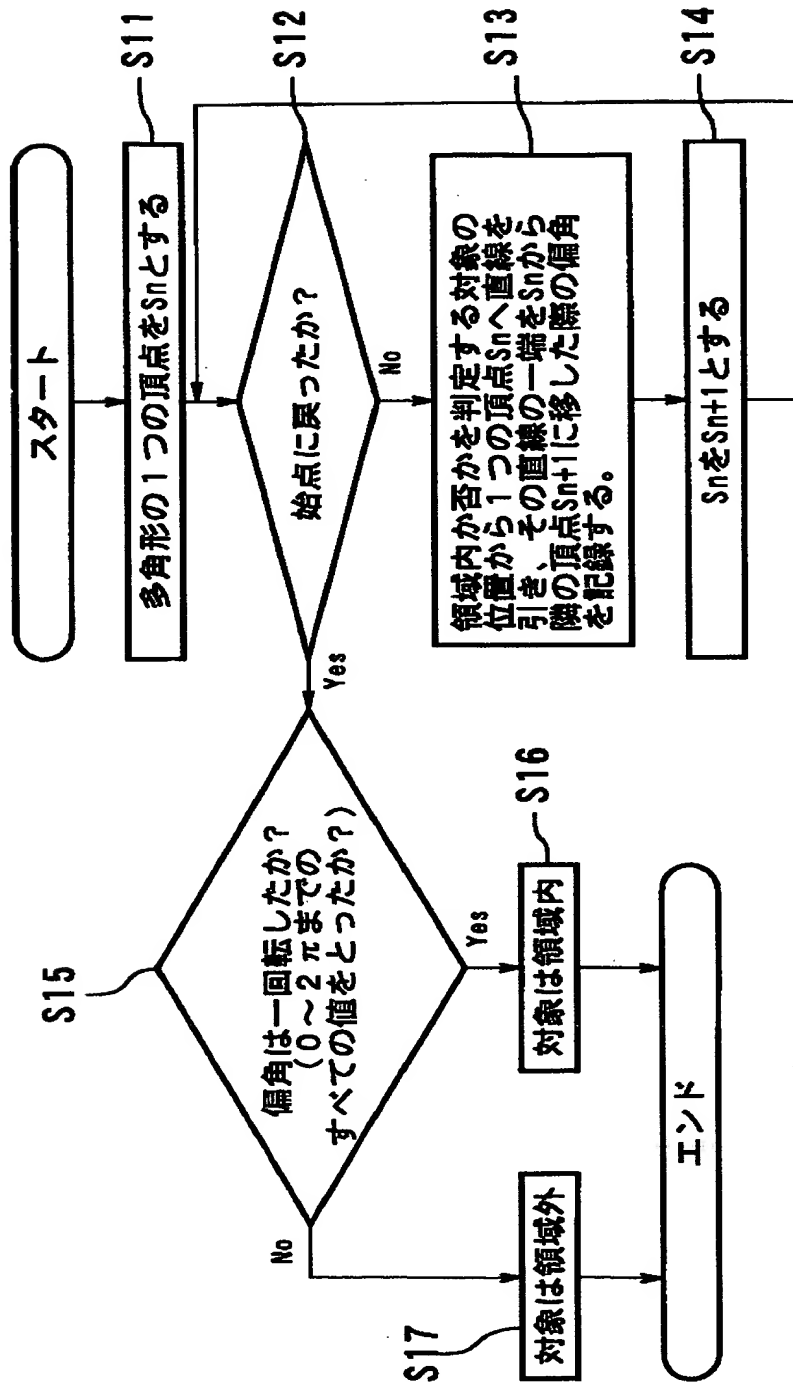 スタート
多角形の1つの頂点をSnとする
S11
始点に戻ったか?
S12
Yes
No
領域内か否かを判定する対象の
位置から1つの頂点Snへ直線を
引き、その直線の一端をSnから
隣の頂点Sn+1に移した際の偏角
を記録する。
S13
SnをSn+1とする
S14
S15
偏角は一回転したか?
(0~2πまでの
すべての値をとったか?)
No
Yes
対象は領域内
S16
対象は領域外
S17
エンド